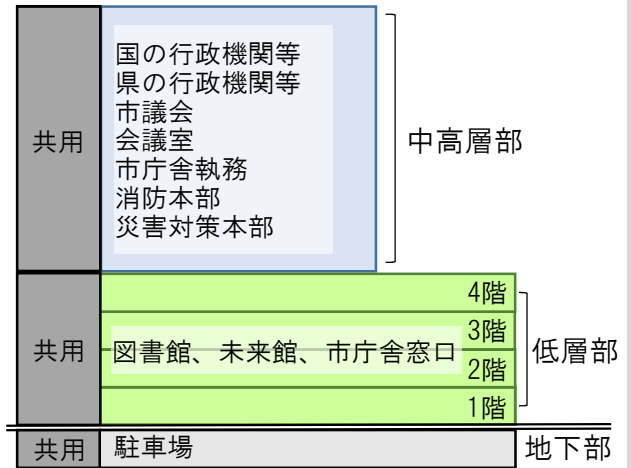 国の行政機関等
県の行政機関等
市議会
会議室
市庁舎執務
消防本部
災害対策本部
共用
中高層部
4階
3階
共用
図書館、未来館、市庁舎窓口
低層部
2階
1階
共用
駐車場
地下部